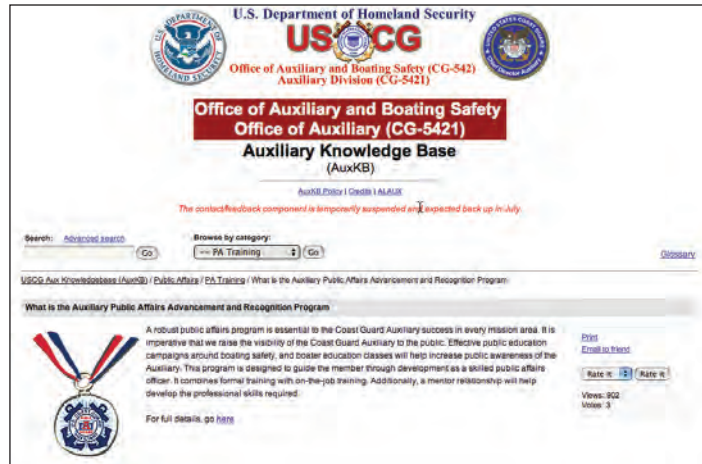 U.S. Department of Homeland Security
USCG
Office of Auxiliary and Boating Safety (CG-542)
Auxiliary Division (CG-5421)
Office of Auxiliary and Boating Safety
Office of Auxiliary (CG-5421)
Auxiliary Knowledge Base
(AuxKB)
AuxKB Policy | Credits | ALAUX
The contact/feedback component is temporarily suspended and expected back up in July.
Search: Advanced search Browse by category:
Go -- PA Training Go Glossary
USCG Aux Knowledgebase (AuxKB) / Public Affairs / PA Training / What is the Auxiliary Public Affairs Advancement and Recognition Program
What is the Auxiliary Public Affairs Advancement and Recognition Program
A robust public affairs program is essential to the Coast Guard Auxiliary success in every mission area. It is
imperative that we raise the visibility of the Coast Guard Auxiliary to the public. Effective public education
campaigns around boating safety, and boater education classes will help increase public awareness of the
Auxiliary. This program is designed to guide the member through development as a skilled public affairs
officer. It combines formal training with on-the-job training. Additionally, a mentor relationship will help
develop the professional skills required.
For full details, go here
Print
Email to friend
Rate it Rate it
Views: 902
Votes: 3